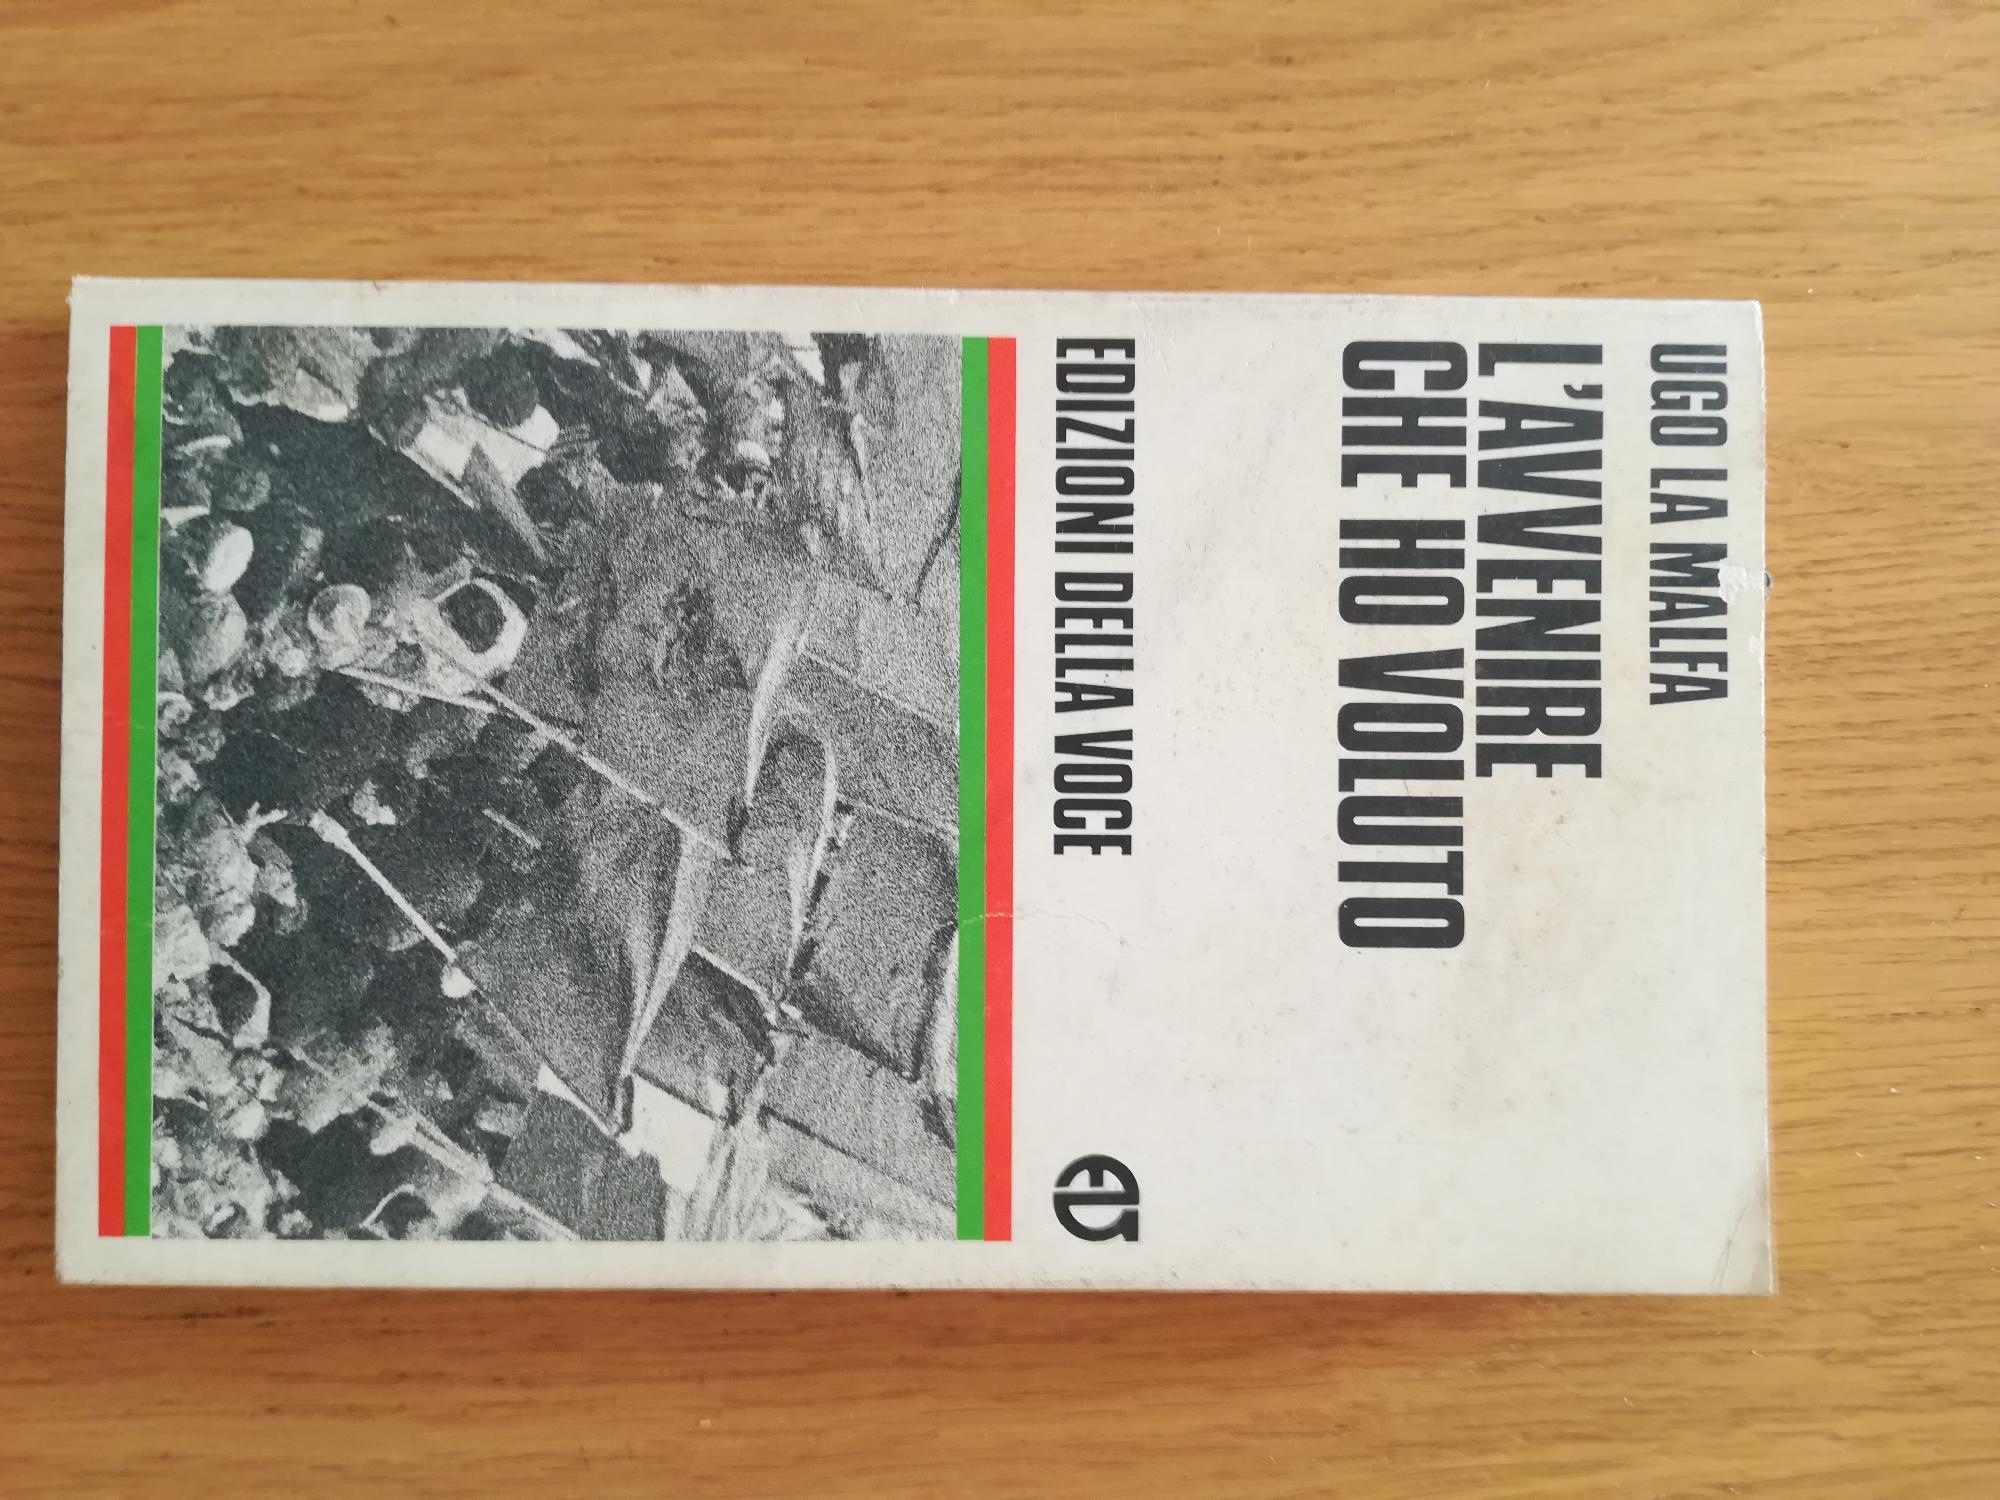 UGO LA MALFA
L'AVVENIRE
CHE HO VOLUTO
EDIZIONI DELLA VOCE